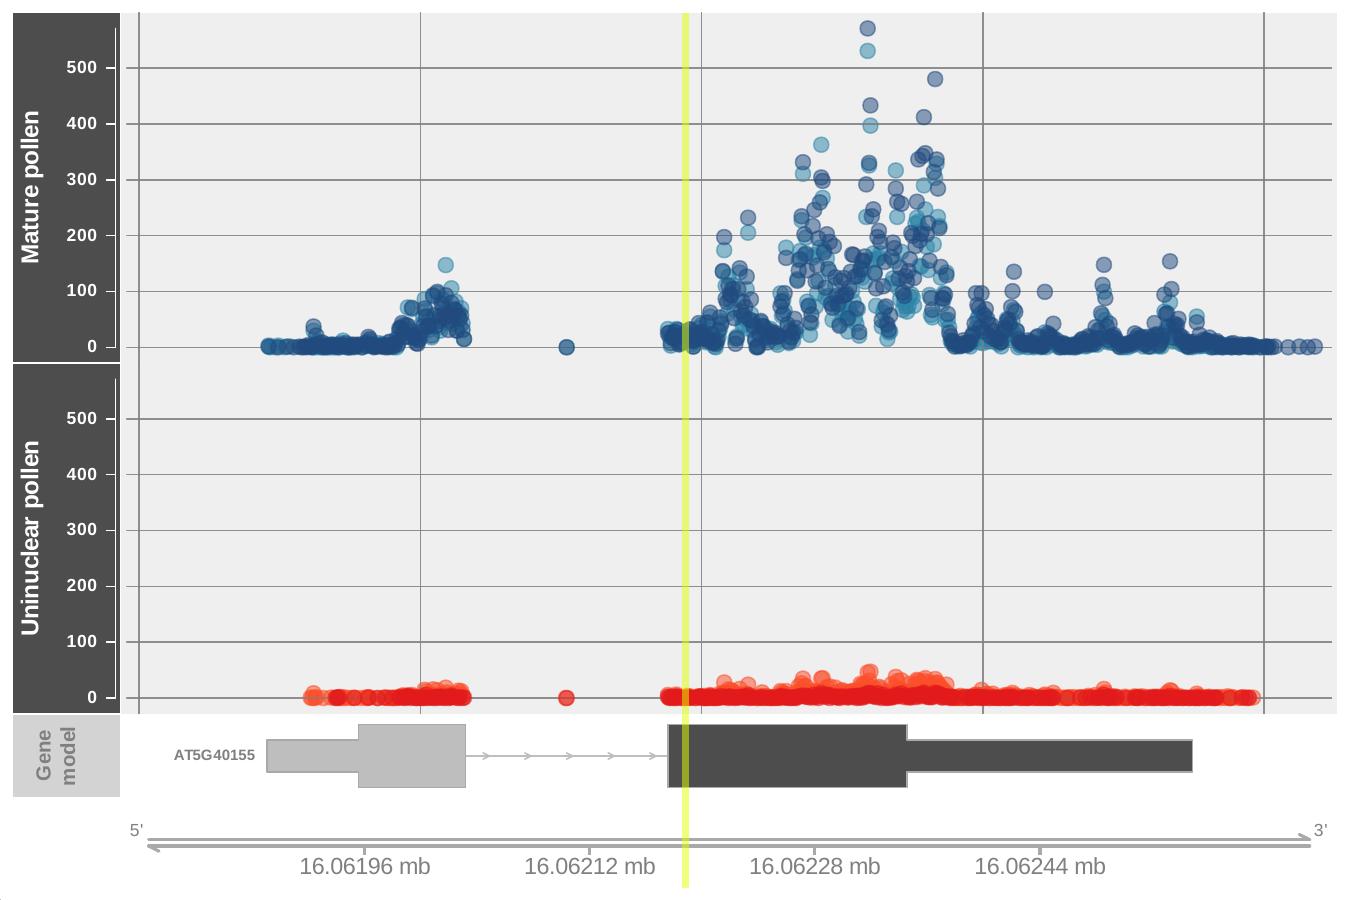 Mature pollen
500
400
300
200
100
0
Uninuclear pollen
500
400
300
200
100
0
Gene
model
AT5G40155
5'
3'
16.06196 mb
16.06212 mb
16.06228 mb
16.06244 mb